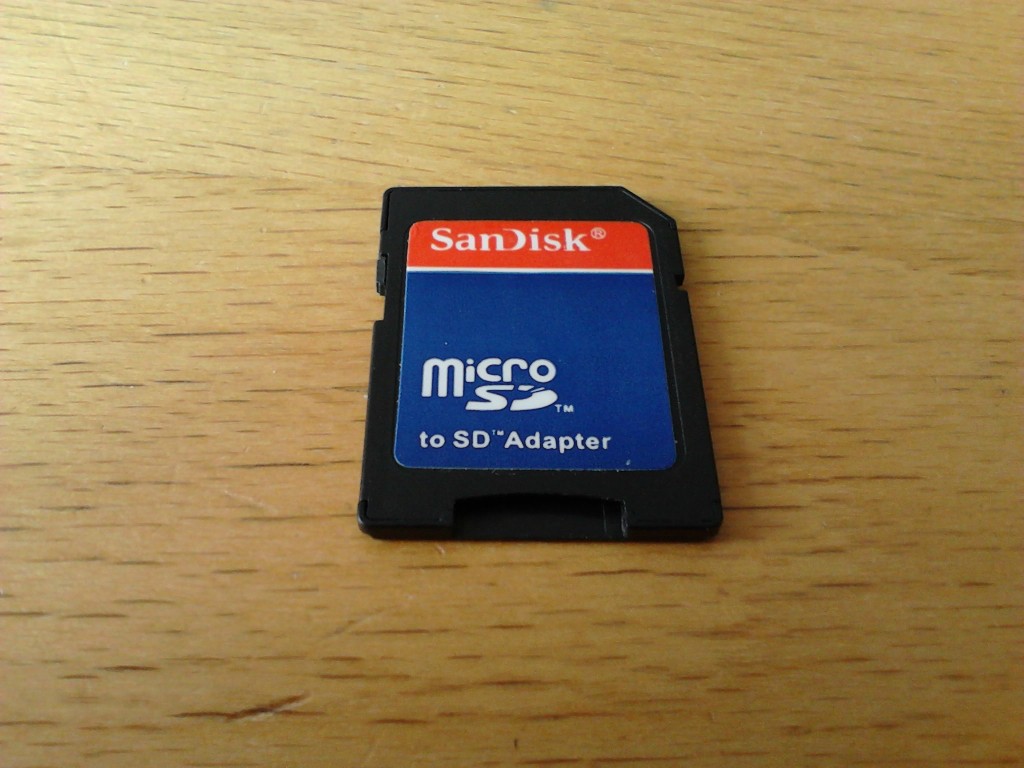 SanDisk®
micro
SD™
to SD™ Adapter